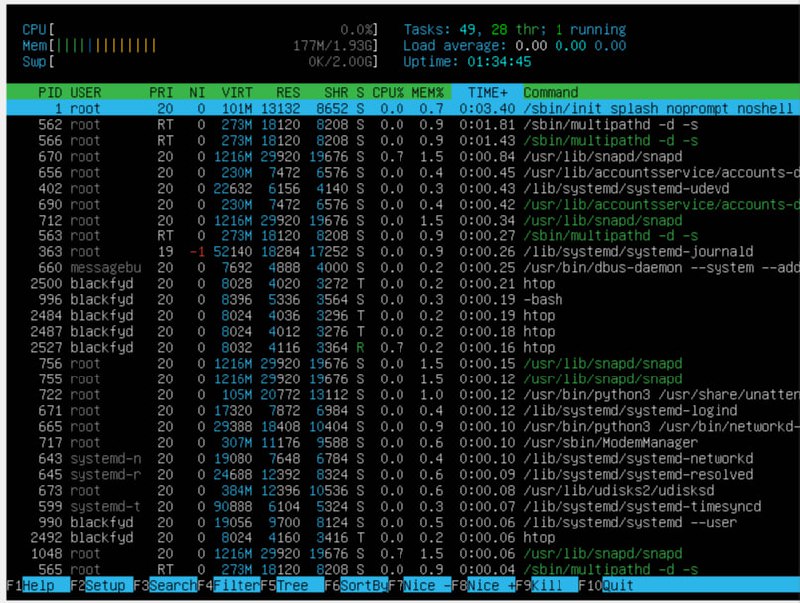 CPU[ 0.0%] Tasks: 49, 28 thr; 1 running
Mem[|||||||||||||| 177M/1.93G] Load average: 0.00 0.00 0.00
Swp[ 0K/2.00G] Uptime: 01:34:45
PID USER PRI NI VIRT RES SHR S CPU% MEM% TIME+ Command
1 root 20 0 101M 13132 8652 S 0.0 0.7 0:03.40 /sbin/init splash noprompt noshell
562 root RT 0 273M 18120 8208 S 0.0 0.9 0:01.81 /sbin/multipathd -d -s
566 root RT 0 273M 18120 8208 S 0.0 0.9 0:01.43 /sbin/multipathd -d -s
670 root 20 0 1216M 29920 19676 S 0.7 1.5 0:00.84 /usr/lib/snapd/snapd
656 root 20 0 230M 7472 6576 S 0.0 0.4 0:00.45 /usr/lib/accountsservice/accounts-d
402 root 20 0 22632 6156 4140 S 0.0 0.3 0:00.43 /lib/systemd/systemd-udevd
690 root 20 0 230M 7472 6576 S 0.0 0.4 0:00.42 /usr/lib/accountsservice/accounts-d
712 root 20 0 1216M 29920 19676 S 0.0 1.5 0:00.34 /usr/lib/snapd/snapd
563 root RT 0 273M 18120 8208 S 0.0 0.9 0:00.27 /sbin/multipathd -d -s
363 root 19 -1 52140 18284 17252 S 0.0 0.9 0:00.26 /lib/systemd/systemd-journald
660 messagebu 20 0 7692 4888 4000 S 0.0 0.2 0:00.25 /usr/bin/dbus-daemon --system --add
2500 blackfyd 20 0 8028 4020 3272 T 0.0 0.2 0:00.21 htop
996 blackfyd 20 0 8396 5336 3564 S 0.0 0.3 0:00.19 -bash
2484 blackfyd 20 0 8024 4036 3296 T 0.0 0.2 0:00.19 htop
2487 blackfyd 20 0 8024 4012 3276 T 0.0 0.2 0:00.18 htop
2527 blackfyd 20 0 8032 4116 3364 R 0.7 0.2 0:00.16 htop
756 root 20 0 1216M 29920 19676 S 0.0 1.5 0:00.15 /usr/lib/snapd/snapd
755 root 20 0 1216M 29920 19676 S 0.0 1.5 0:00.12 /usr/lib/snapd/snapd
722 root 20 0 105M 20772 13112 S 0.0 1.0 0:00.12 /usr/bin/python3 /usr/share/unatten
671 root 20 0 17320 7872 6984 S 0.0 0.4 0:00.12 /lib/systemd/systemd-logind
665 root 20 0 29388 18408 10404 S 0.0 0.9 0:00.10 /usr/bin/python3 /usr/bin/networkd-
717 root 20 0 307M 11176 9588 S 0.0 0.6 0:00.10 /usr/sbin/ModemManager
643 systemd-n 20 0 19080 7648 6784 S 0.0 0.4 0:00.10 /lib/systemd/systemd-networkd
645 systemd-r 20 0 24688 12392 8324 S 0.0 0.6 0:00.09 /lib/systemd/systemd-resolved
673 root 20 0 384M 12396 10536 S 0.0 0.6 0:00.08 /usr/lib/udisks2/udisksd
599 systemd-t 20 0 90888 6104 5324 S 0.0 0.3 0:00.07 /lib/systemd/systemd-timesyncd
990 blackfyd 20 0 19056 9700 8124 S 0.0 0.5 0:00.06 /lib/systemd/systemd --user
2492 blackfyd 20 0 8024 4160 3416 T 0.0 0.2 0:00.06 htop
1048 root 20 0 1216M 29920 19676 S 0.7 1.5 0:00.06 /usr/lib/snapd/snapd
565 root RT 0 273M 18120 8208 S 0.0 0.9 0:00.04 /sbin/multipathd -d -s
F1Help F2Setup F3SearchF4FilterF5Tree F6SortByF7Nice -F8Nice +F9Kill F10Quit